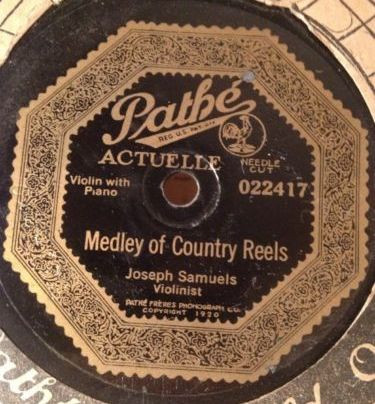 Pathé
REG. U.S. PAT. OFF.
ACTUELLE
NEEDLE
CUT
Violin with
Piano
022417
Medley of Country Reels
Joseph Samuels
Violinist
PATHÉ FRÈRES PHONOGRAPH CO.
COPYRIGHT 1920